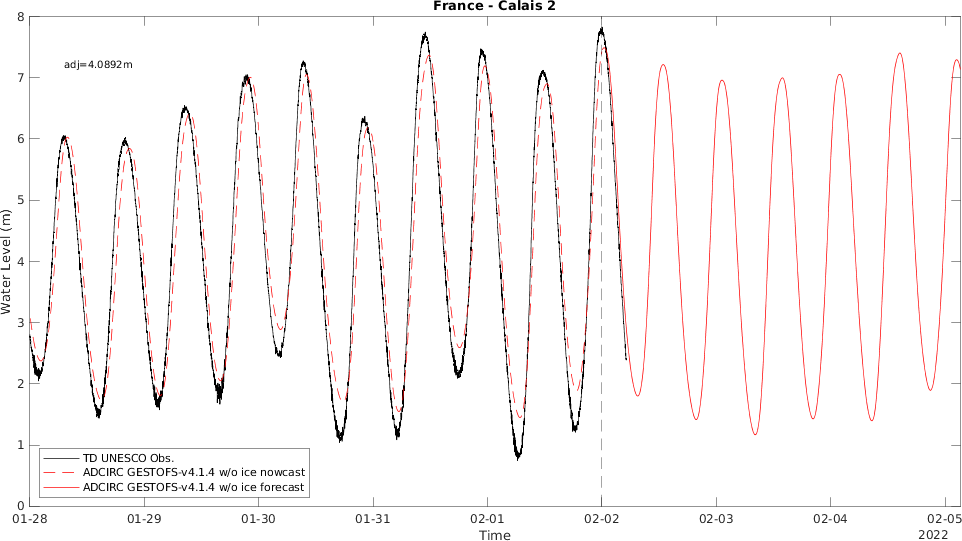 France - Calais 2
adj=4.0892m
8
7
6
5
4
3
2
1
0
Water Level (m)
TD UNESCO Obs.
ADCIRC GESTOFS-v4.1.4 w/o ice nowcast
ADCIRC GESTOFS-v4.1.4 w/o ice forecast
01-28 01-29 01-30 01-31 02-01 02-02 02-03 02-04 02-05
Time
2022